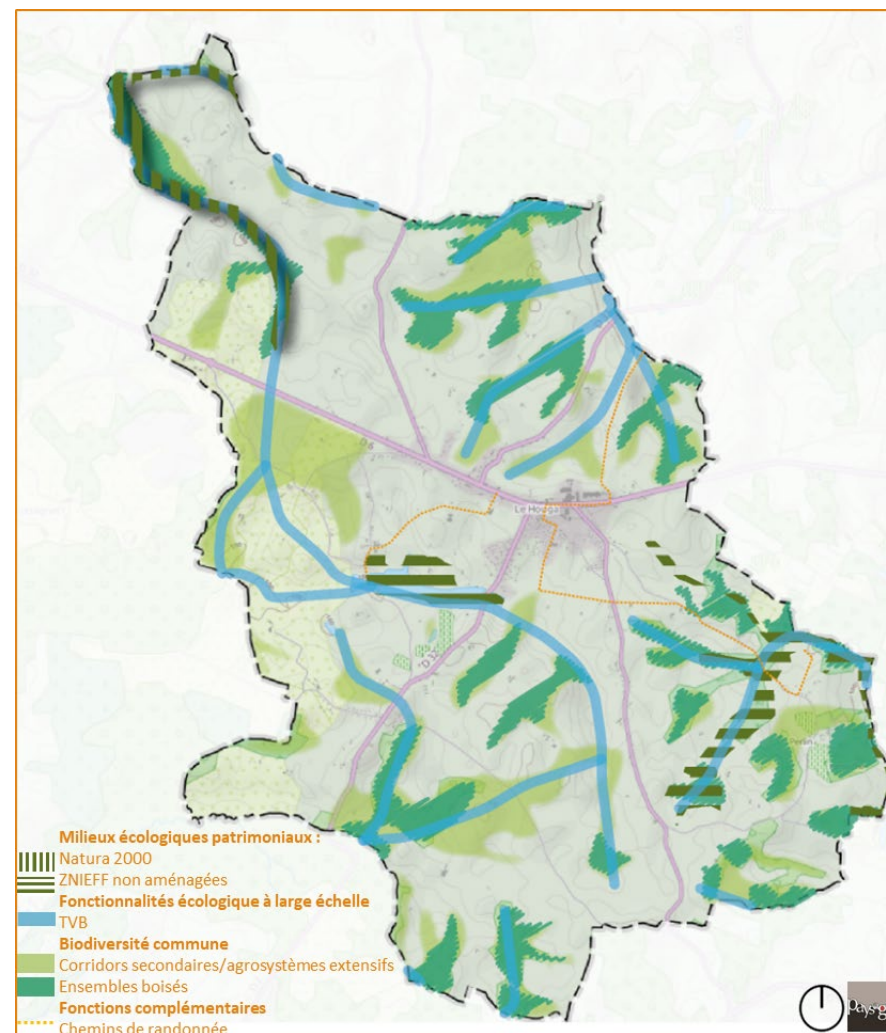 Le Houga
Milieux écologiques patrimoniaux :
Natura 2000
ZNIEFF non aménagées
Fonctionnalités écologique à large échelle
TVB
Biodiversité commune
Corridors secondaires/agrosystèmes extensifs
Ensembles boisés
Fonctions complémentaires
Chemins de randonnée